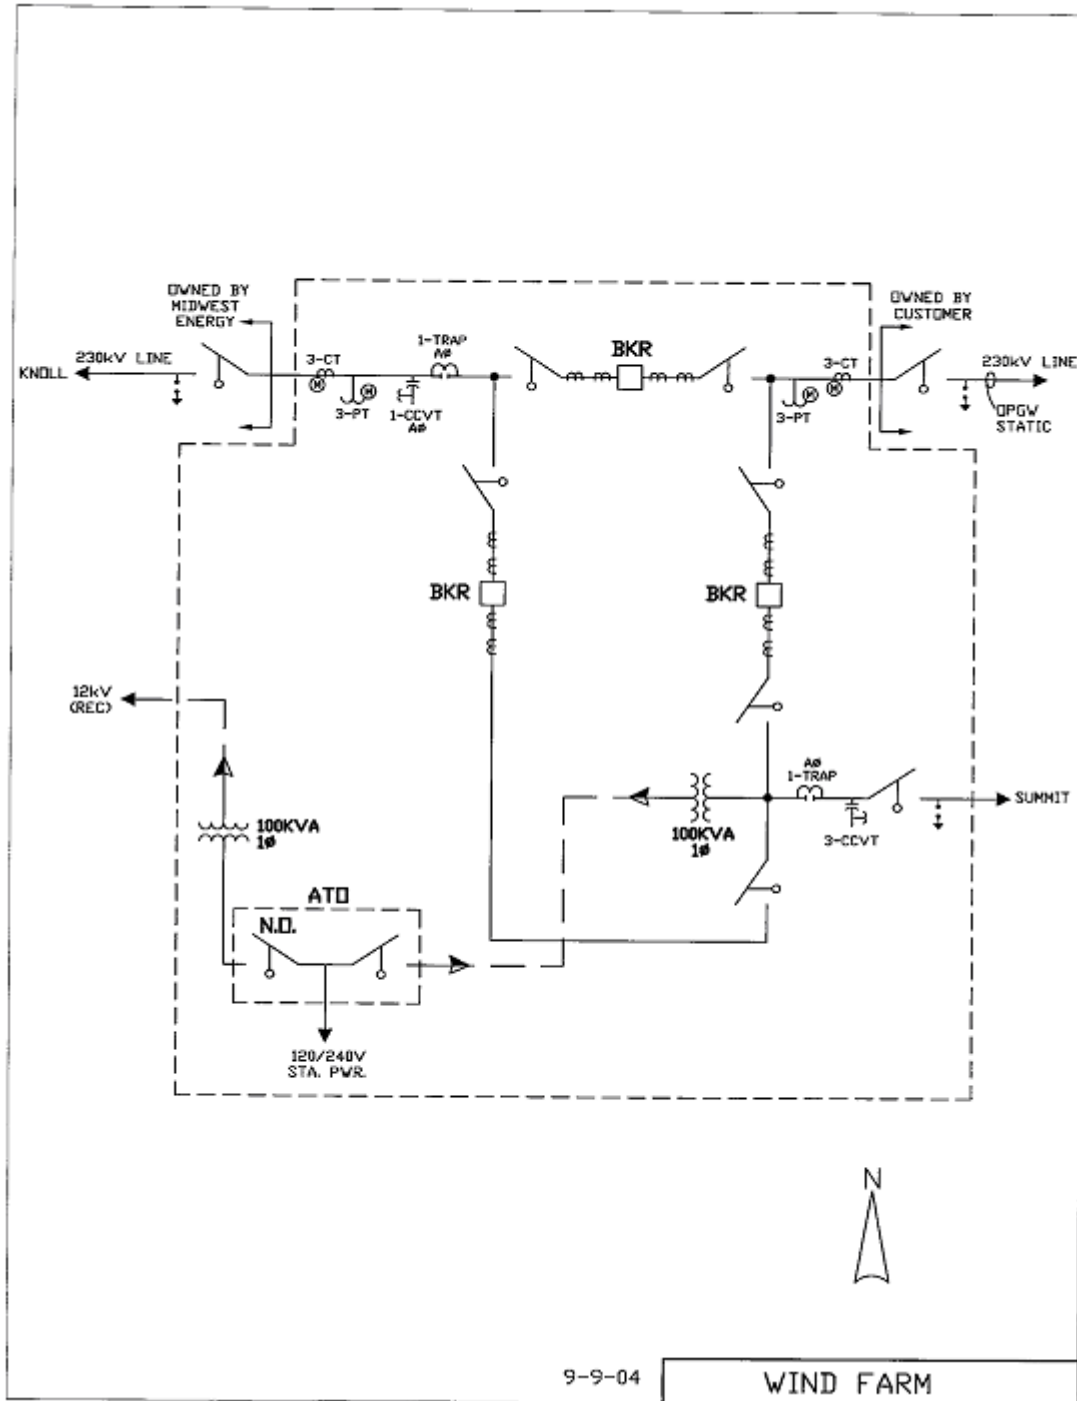 OWNED BY
MIDWEST
ENERGY
OWNED BY
CUSTOMER
1-TRAP
AØ
BKR
3-CT
3-CT
230kV LINE
230kV LINE
KNOLL
M
M
3-PT
1-CCVT
AØ
3-PT
OPGW
STATIC
BKR
BKR
12kV
(REC)
AØ
1-TRAP
SUMMIT
100KVA
1Ø
100KVA
1Ø
3-CCVT
ATO
N.O.
120/240V
STA. PWR.
N
9-9-04
WIND FARM